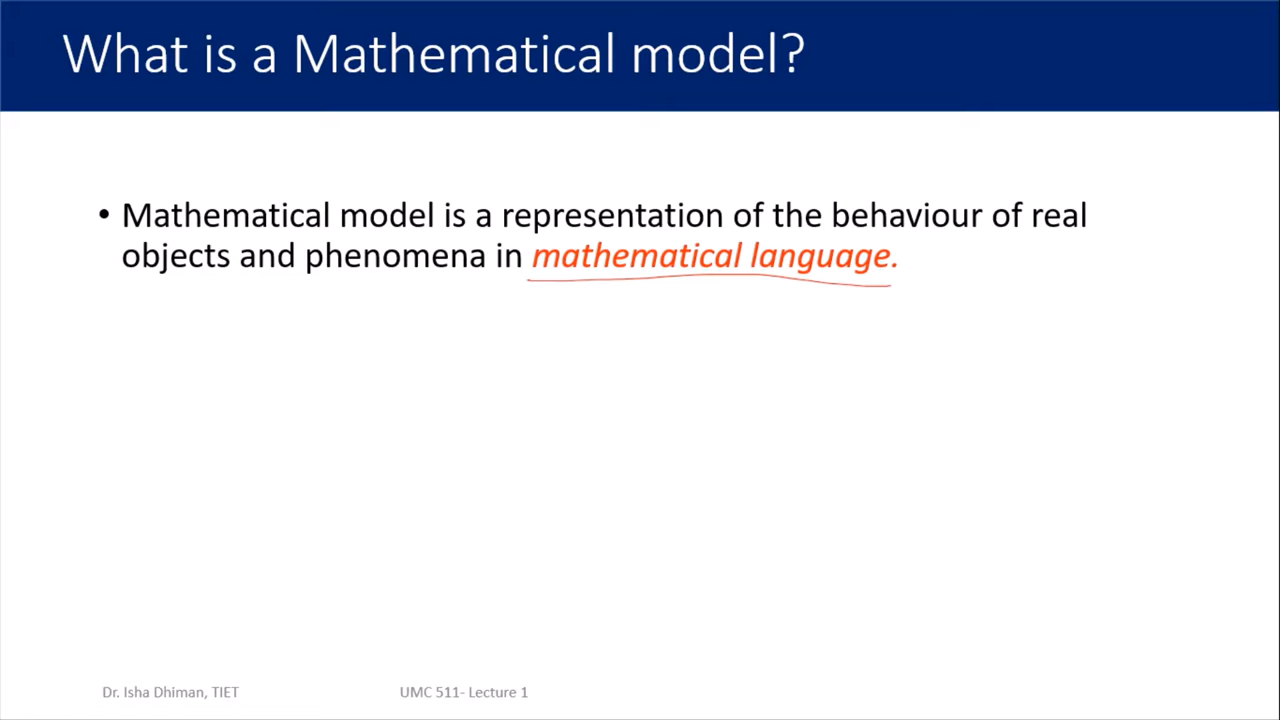 What is a Mathematical model?
• Mathematical model is a representation of the behaviour of real
objects and phenomena in mathematical language.
Dr. Isha Dhiman, TIET
UMC 511- Lecture 1